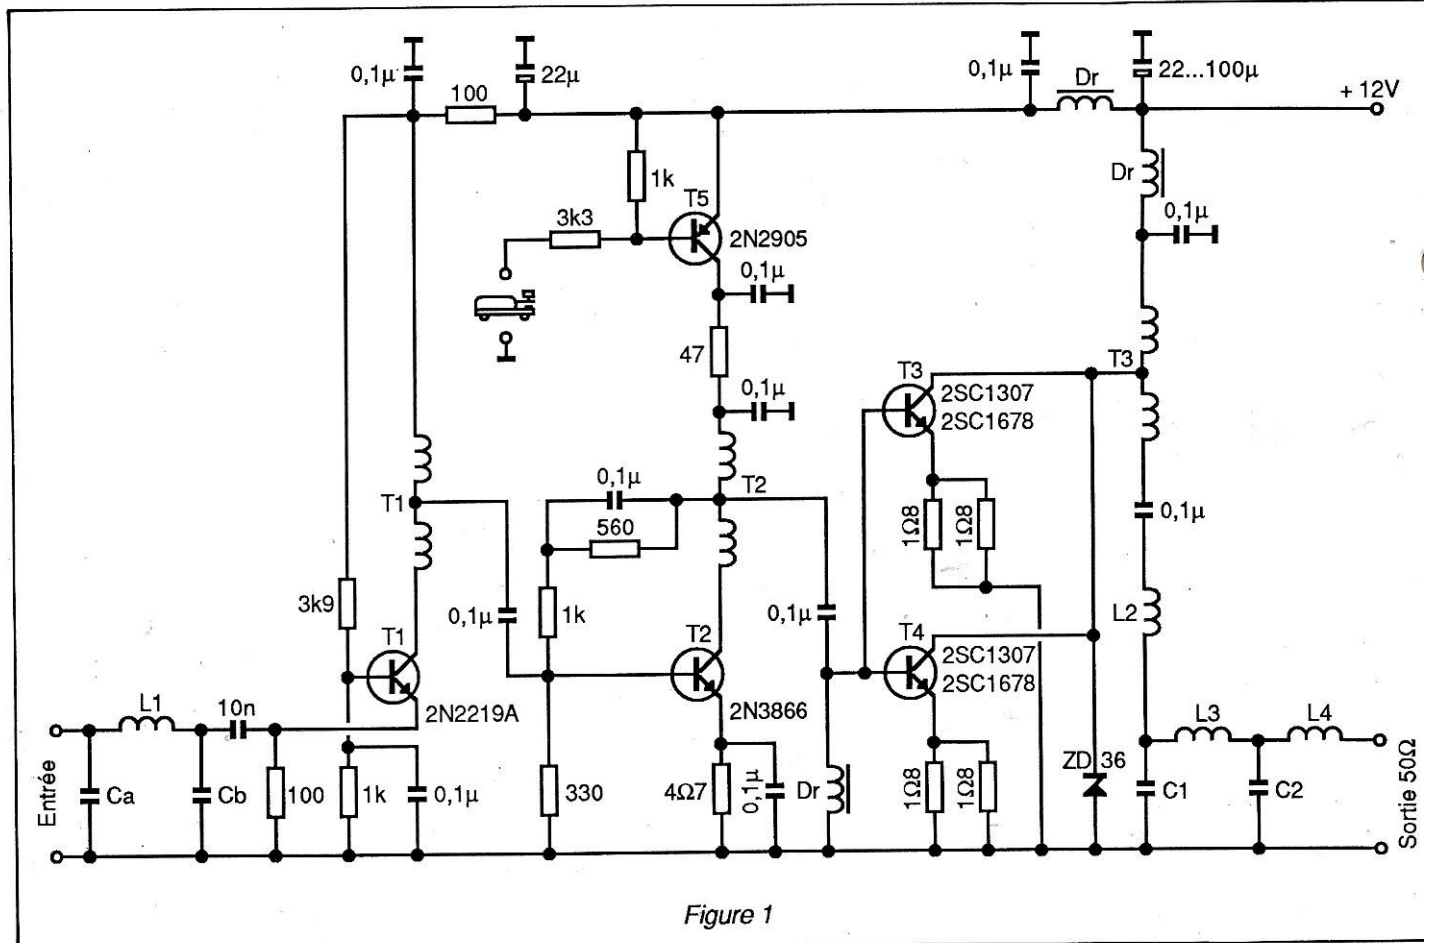 0,1µ
22µ
0,1µ
Dr
22...100µ
+ 12V
100
1k
T5
2N2905
3k3
Dr
0,1µ
0,1µ
47
0,1µ
T3
2SC1307
2SC1678
T3
T1
0,1µ
T2
560
1Ω8
1Ω8
0,1µ
3k9
0,1µ
1k
0,1µ
L2
T1
2N2219A
T2
2N3866
T4
2SC1307
2SC1678
L1
10n
L3
L4
Entrée
Ca
Cb
100
1k
0,1µ
330
4Ω7
0,1µ
Dr
1Ω8
1Ω8
ZD 36
C1
C2
Sortie 50Ω
Figure 1